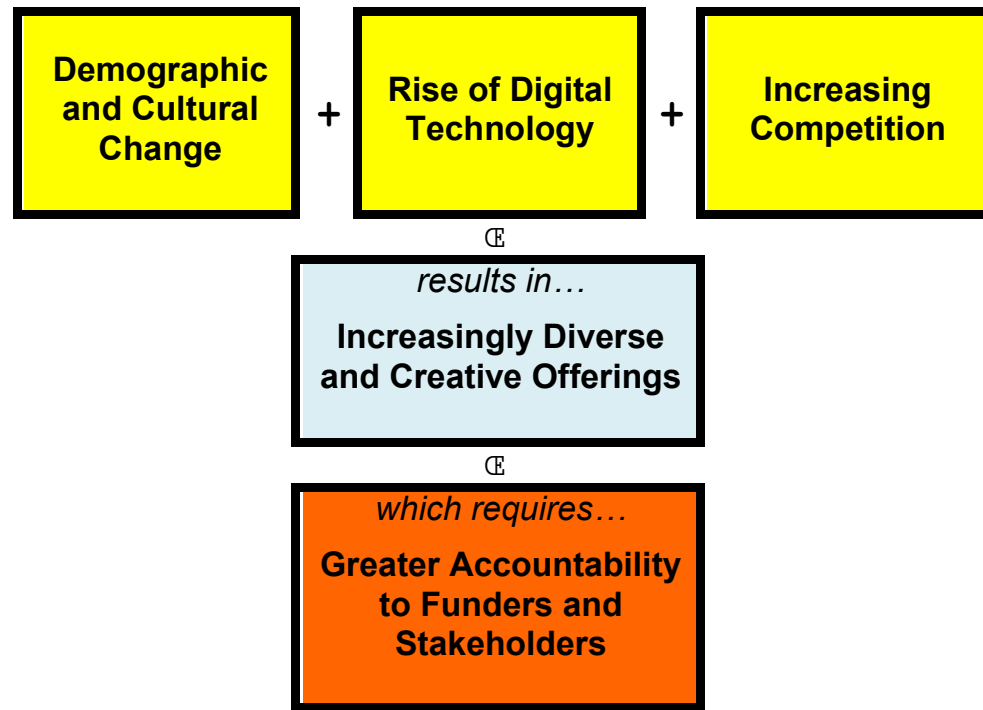 Demographic
and Cultural
Change
+
Rise of Digital
Technology
+
Increasing
Competition
Œ
results in…
Increasingly Diverse
and Creative Offerings
Œ
which requires…
Greater Accountability
to Funders and
Stakeholders